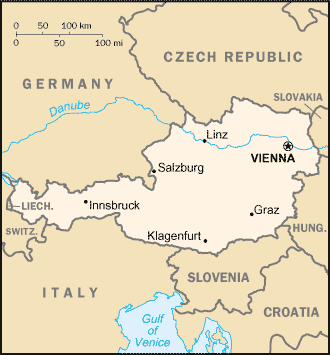 0 50 100 km
0 50 100 mi
CZECH REPUBLIC
GERMANY
SLOVAKIA
Danube
Linz
VIENNA
Salzburg
LIECH.
Innsbruck
Graz
SWITZ.
Klagenfurt
HUNG.
SLOVENIA
ITALY
CROATIA
Gulf
of
Venice